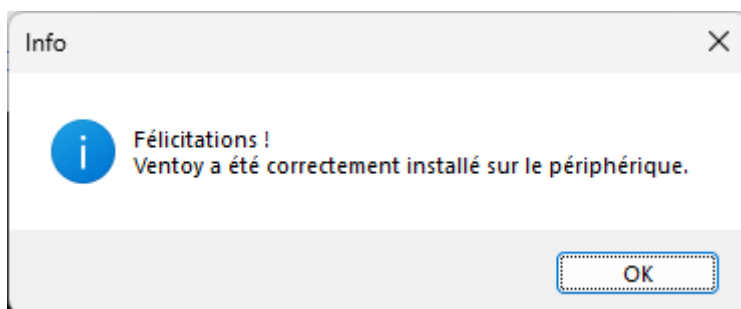 Info
Félicitations !
Ventoy a été correctement installé sur le périphérique.
OK